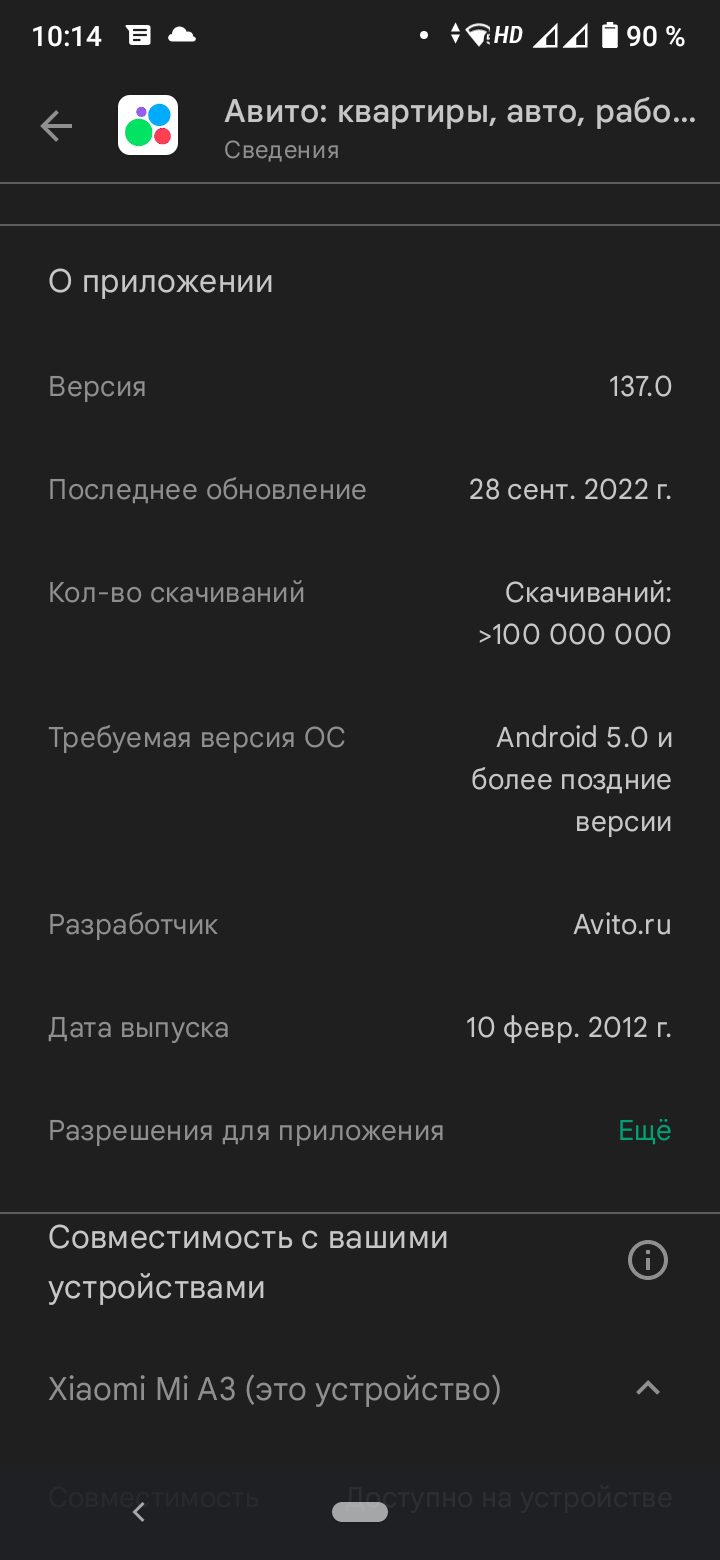 10:14 HD 90 %
Авито: квартиры, авто, рабо...
Сведения
О приложении
Версия 137.0
Последнее обновление 28 сент. 2022 г.
Кол-во скачиваний Скачиваний:
>100 000 000
Требуемая версия ОС Android 5.0 и
более поздние
версии
Разработчик Avito.ru
Дата выпуска 10 февр. 2012 г.
Разрешения для приложения Ещё
Совместимость с вашими
устройствами
Xiaomi Mi A3 (это устройство)
Совместимость Доступно на устройстве